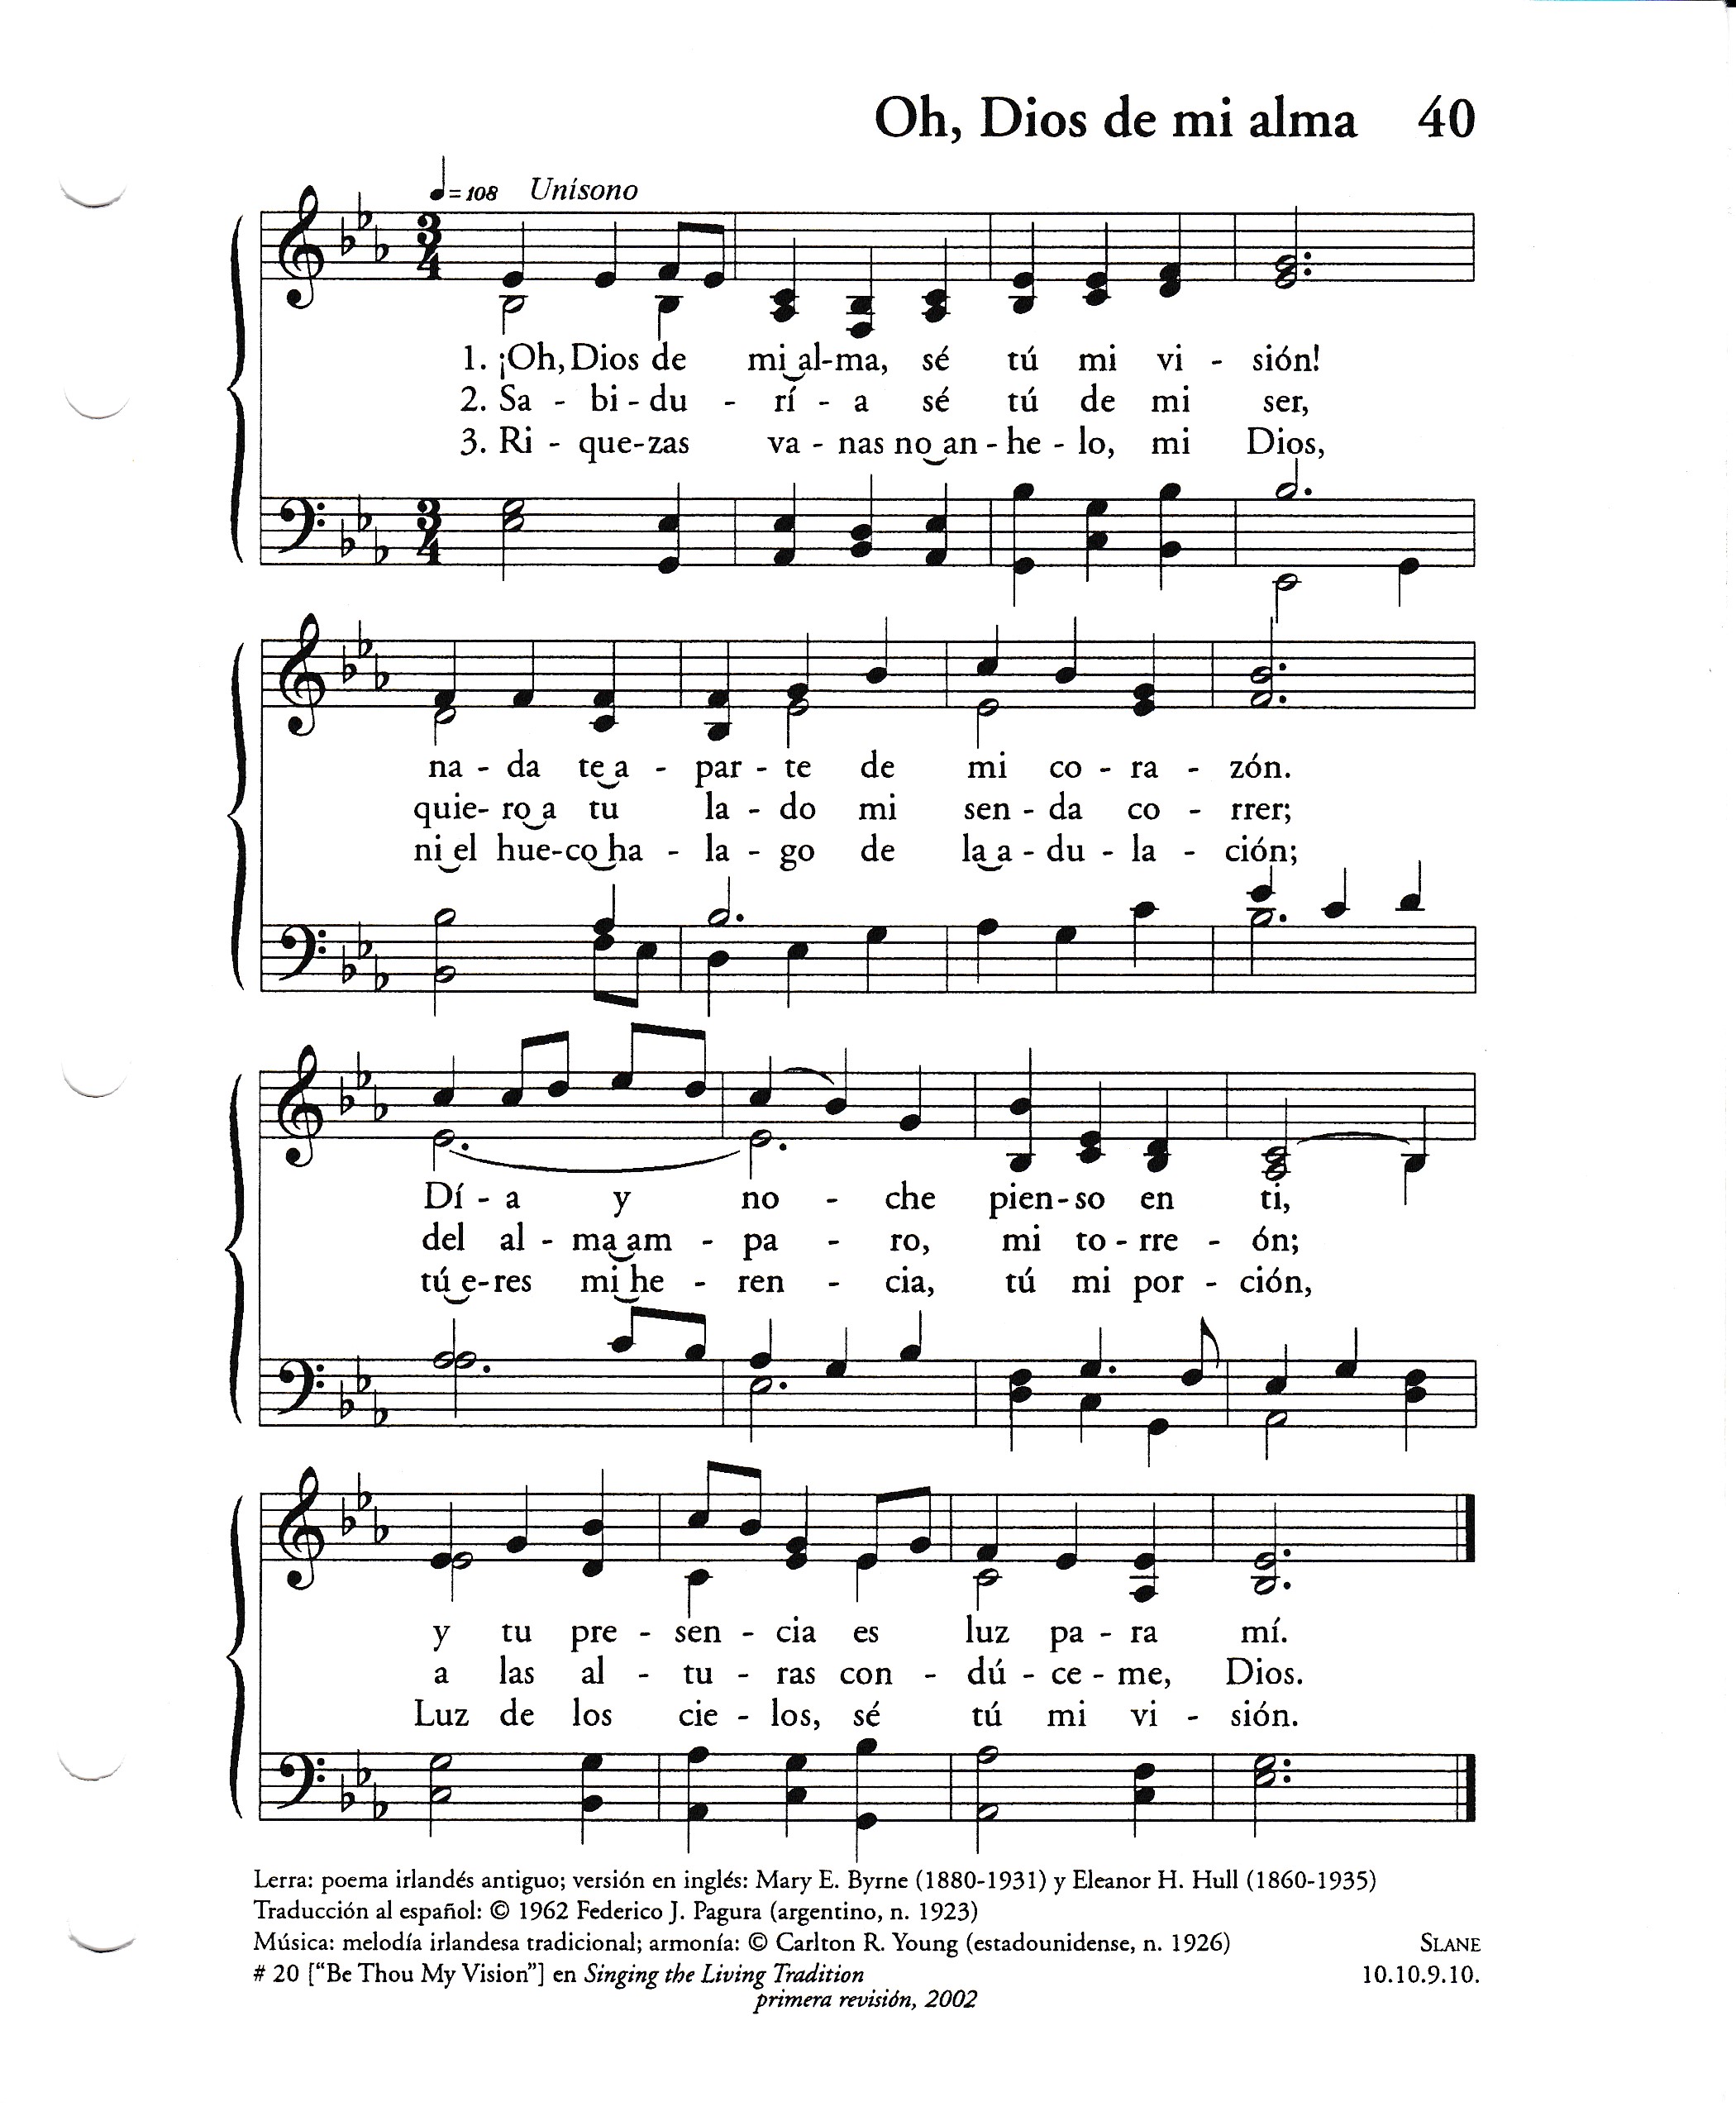 Oh, Dios de mi alma 40
♩=108 Unísono
1. ¡Oh, Dios de mi al-ma, sé tú mi vi - sión!
2. Sa - bi - du - rí - a sé tú de mi ser,
3. Ri - que-zas va - nas no an - he - lo, mi Dios,
na - da te a - par - te de mi co - ra - zón.
quie- ro a tu la - do mi sen - da co - rrer;
ni el hue-co ha - la - go de la a - du - la - ción;
Dí - a y no - che pien-so en ti,
del al - ma am - pa - ro, mi to - rre - ón;
tú e-res mi he - ren - cia, tú mi por - ción,
y tu pre - sen - cia es luz pa - ra mí.
a las al - tu - ras con - dú - ce - me, Dios.
Luz de los cie - los, sé tú mi vi - sión.
Lerra: poema irlandés antiguo; versión en inglés: Mary E. Byrne (1880-1931) y Eleanor H. Hull (1860-1935)
Traducción al español: © 1962 Federico J. Pagura (argentino, n. 1923)
Música: melodía irlandesa tradicional; armonía: © Carlton R. Young (estadounidense, n. 1926) SLANE
# 20 ["Be Thou My Vision"] en Singing the Living Tradition 10.10.9.10.
primera revisión, 2002